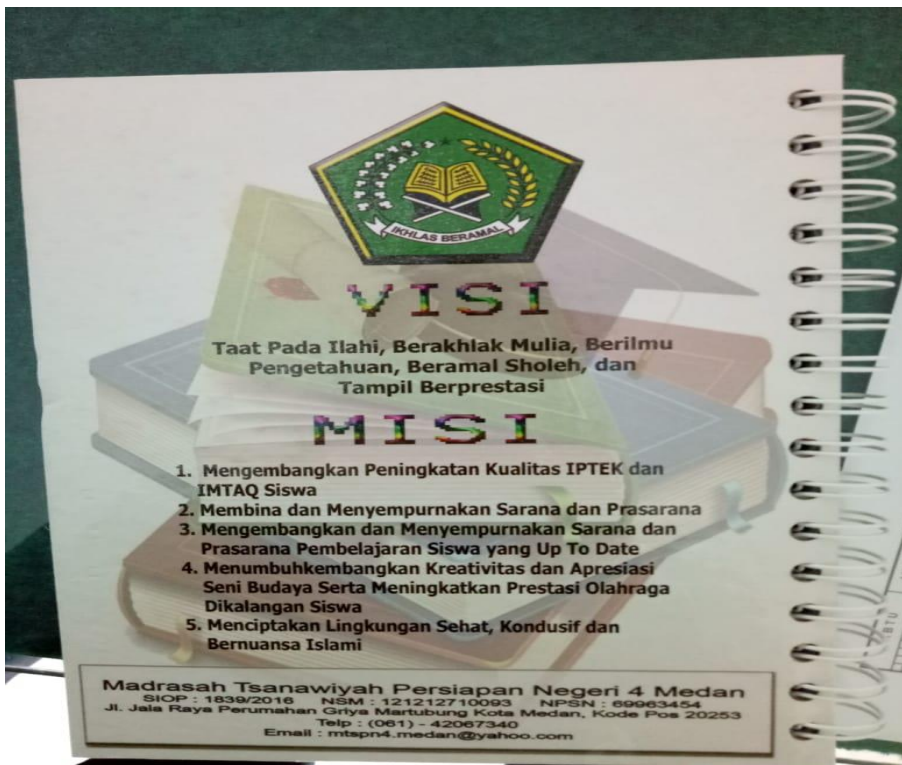 IKHLAS BERAMAL
VISI
Taat Pada Ilahi, Berakhlak Mulia, Berilmu
Pengetahuan, Beramal Sholeh, dan
Tampil Berprestasi
MISI
1. Mengembangkan Peningkatan Kualitas IPTEK dan
IMTAQ Siswa
2. Membina dan Menyempurnakan Sarana dan Prasarana
3. Mengembangkan dan Menyempurnakan Sarana dan
Prasarana Pembelajaran Siswa yang Up To Date
4. Menumbuhkembangkan Kreativitas dan Apresiasi
Seni Budaya Serta Meningkatkan Prestasi Olahraga
Dikalangan Siswa
5. Menciptakan Lingkungan Sehat, Kondusif dan
Bernuansa Islami
Madrasah Tsanawiyah Persiapan Negeri 4 Medan
SIOP : 1839/2016 NSM : 121212710093 NPSN : 69963454
Jl. Jala Raya Perumahan Griya Martubung Kota Medan, Kode Pos 20253
Telp : (061) - 42067340
Email : mtspn4.medan@yahoo.com